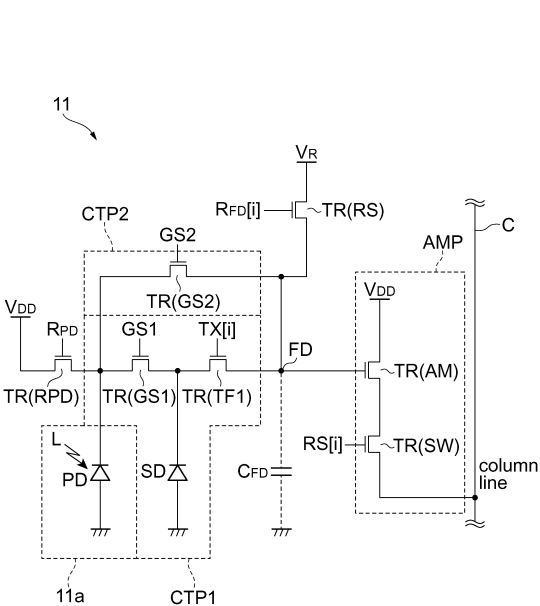 11
VR
RFD[i]
TR(RS)
CTP2
C
GS2
AMP
VDD
TR(GS2)
VDD
GS1
TX[i]
RPD
FD
TR(RPD)
TR(GS1)
TR(TF1)
TR(AM)
L
RS[i]
TR(SW)
PD
SD
CFD
column
line
11a
CTP1